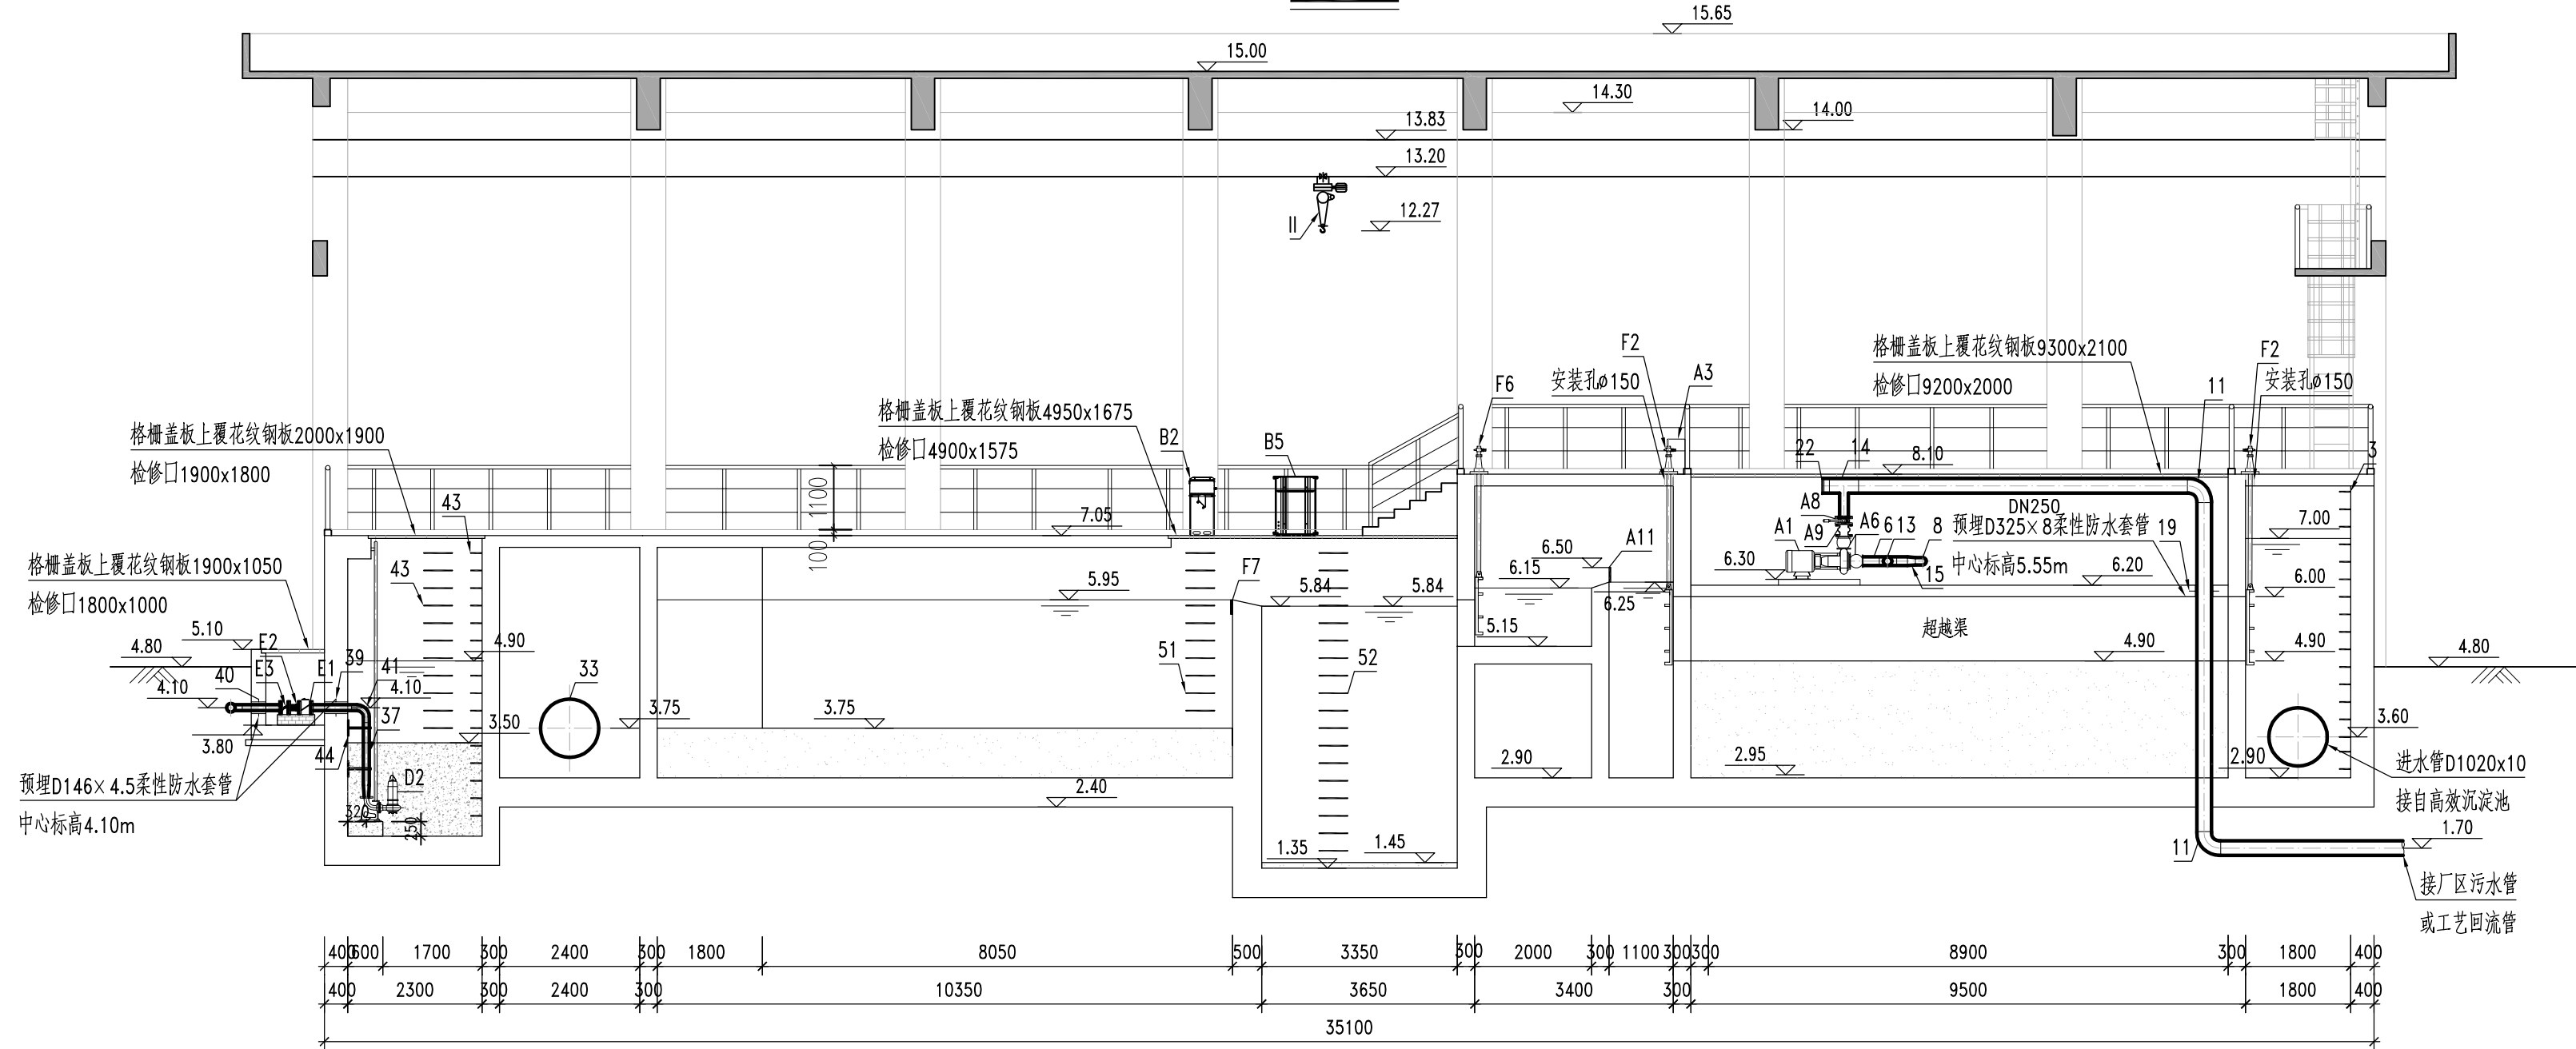 15.65
15.00
14.30
14.00
13.83
13.20
12.27
II
F2
格栅盖板上覆花纹钢板9300x2100
检修口9200x2000
F2
安装孔ø150
F6
安装孔ø150
A3
11
格栅盖板上覆花纹钢板4950x1675
检修口4900x1575
B2
B5
格栅盖板上覆花纹钢板2000x1900
检修口1900x1800
43
1100
100
7.05
22
14
8.10
3
DN250
A8
A9
A6
6
13
8
A1
15
预埋D325×8柔性防水套管
中心标高5.55m
19
7.00
格栅盖板上覆花纹钢板1900x1050
检修口1800x1000
43
F7
6.50
A11
6.15
6.25
6.30
6.20
6.00
5.95
5.84
5.84
5.15
超越渠
5.10
4.80
E2
E3
E1
39
41
40
4.10
4.10
37
4.90
33
51
52
4.90
4.90
4.80
3.80
44
3.50
3.75
3.75
3.60
预埋D146×4.5柔性防水套管
中心标高4.10m
D2
320
250
2.40
2.90
2.95
2.90
进水管D1020x10
接自高效沉淀池
1.35
1.45
11
1.70
接厂区污水管
或工艺回流管
400 600 1700 300 2400 300 1800 8050 500 3350 300 2000 300 1100 300 300 8900 300 1800 400
400 2300 300 2400 300 10350 3650 3400 300 9500 1800 400
35100